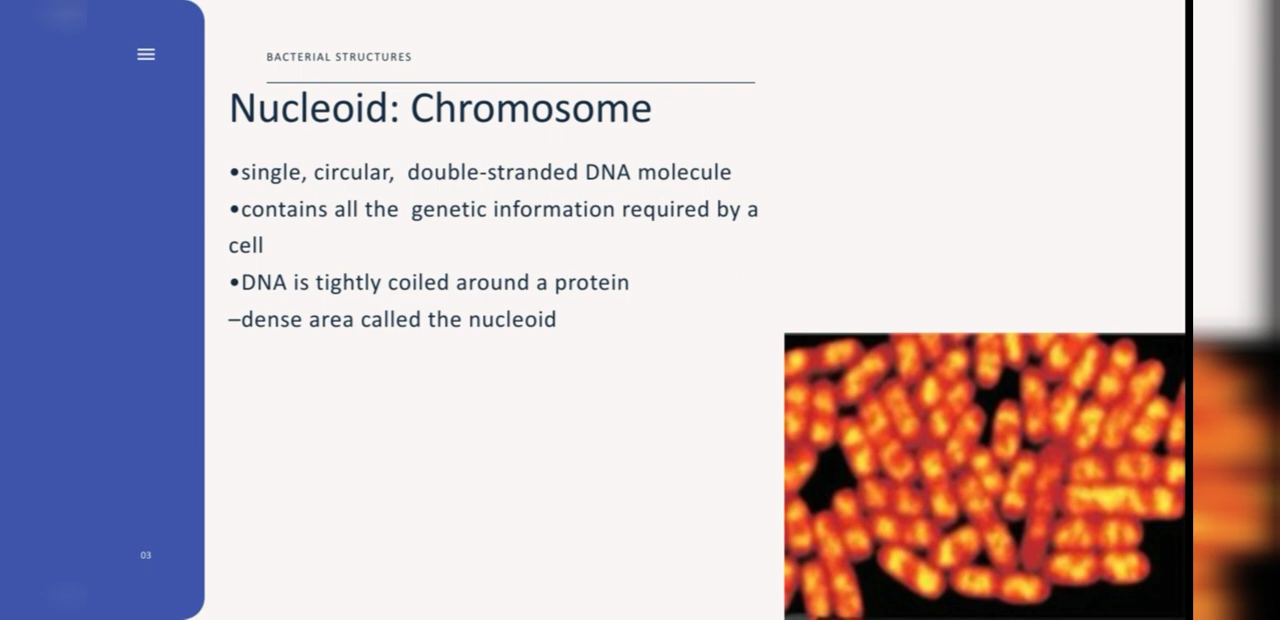 BACTERIAL STRUCTURES
Nucleoid: Chromosome
•single, circular,  double-stranded DNA molecule
•contains all the  genetic information required by a
cell
•DNA is tightly coiled around a protein
–dense area called the nucleoid
03